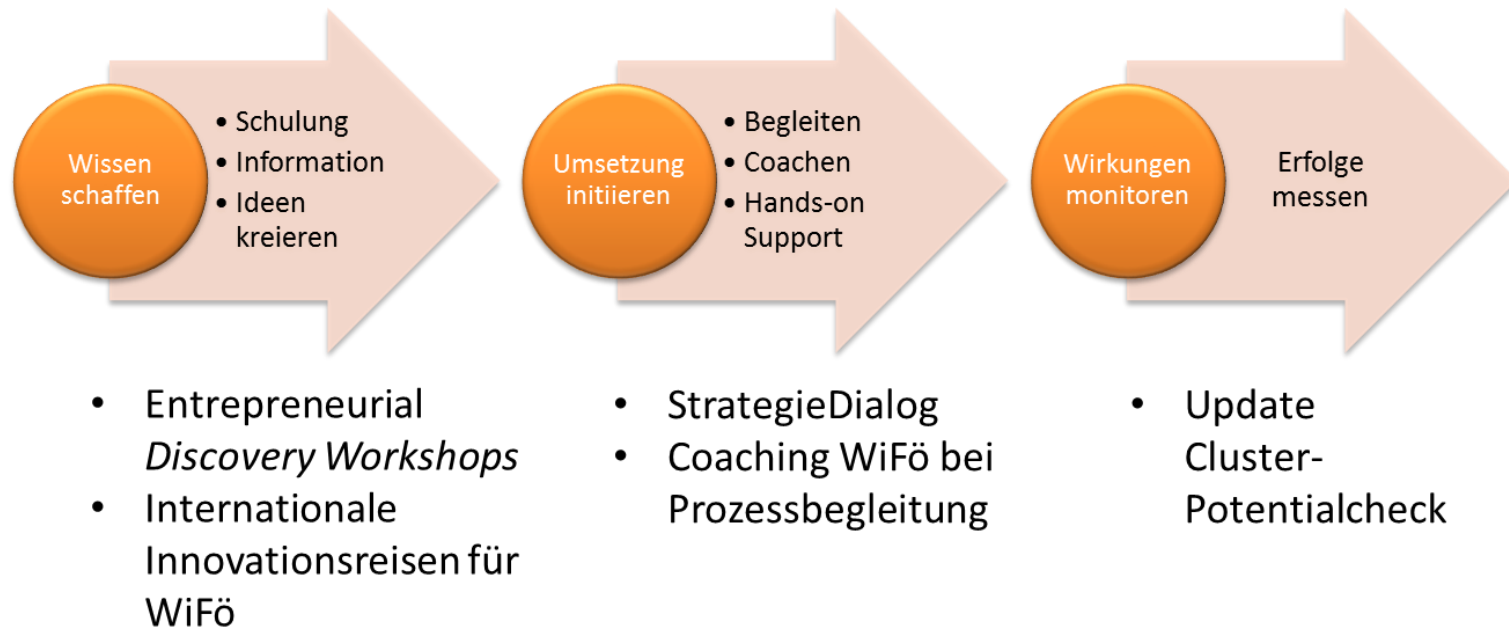 Wissen
schaffen
• Schulung
• Information
• Ideen
kreieren
Umsetzung
initiieren
• Begleiten
• Coachen
• Hands-on
Support
Wirkungen
monitoren
Erfolge
messen
• Entrepreneurial
Discovery Workshops
• Internationale
Innovationsreisen für
WiFö
• StrategieDialog
• Coaching WiFö bei
Prozessbegleitung
• Update
Cluster-
Potentialcheck